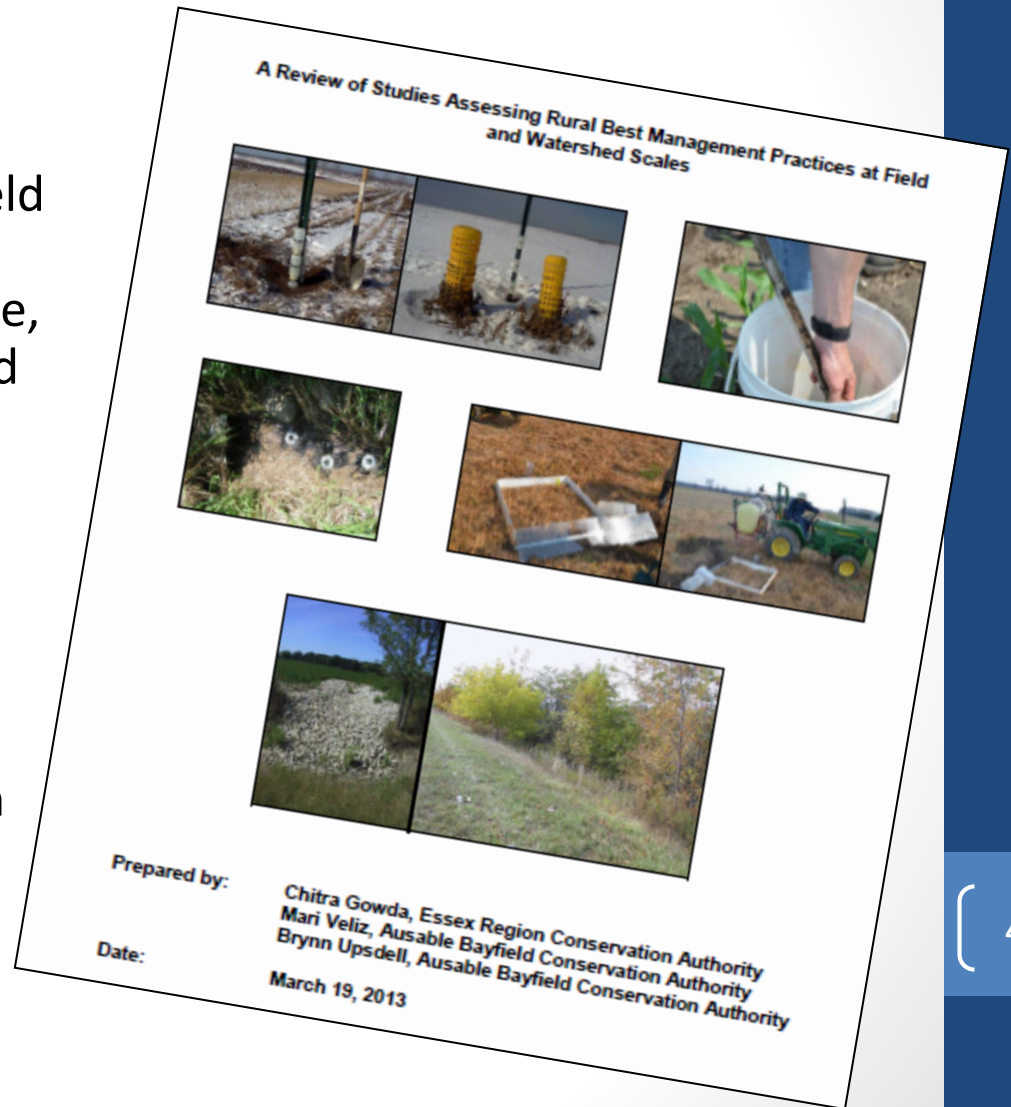 eld
e,
d
A Review of Studies Assessing Rural Best Management Practices at Field
and Watershed Scales
Prepared by:
Chitra Gowda, Essex Region Conservation Authority
Mari Veliz, Ausable Bayfield Conservation Authority
Brynn Upsdell, Ausable Bayfield Conservation Authority
Date:
March 19, 2013